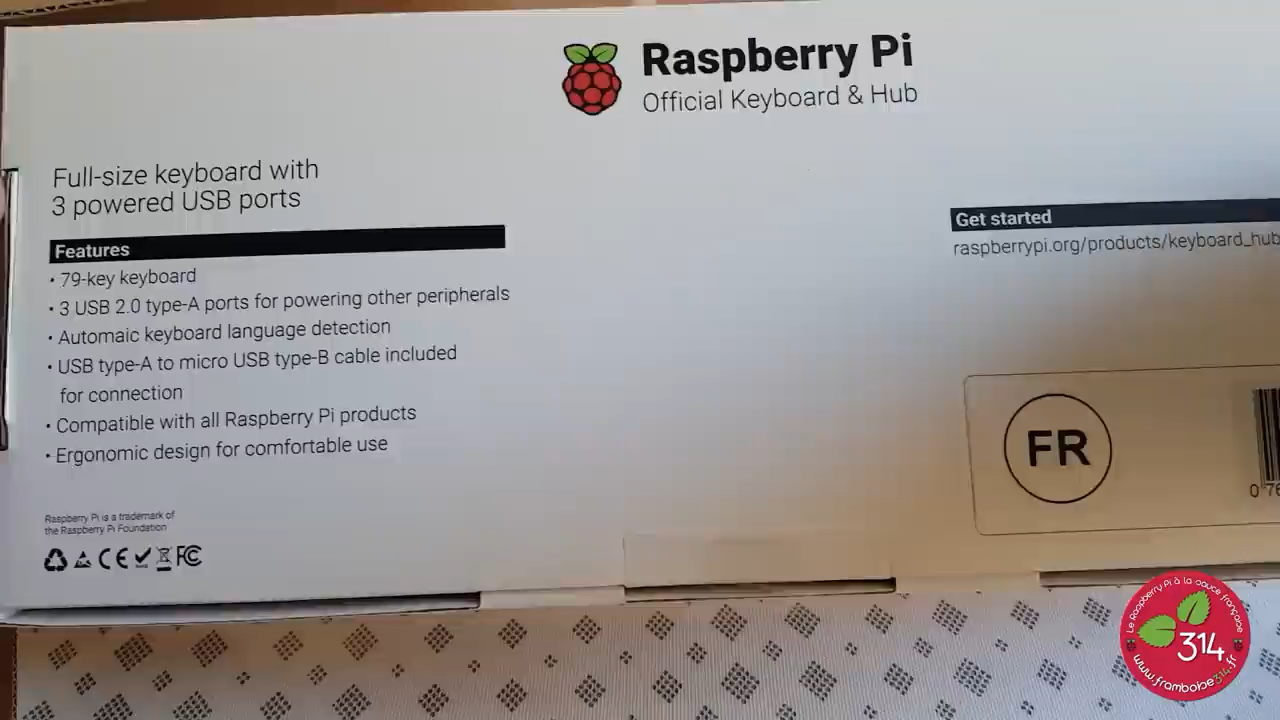 Raspberry Pi
Official Keyboard & Hub
Full-size keyboard with
3 powered USB ports
Features
• 79-key keyboard
• 3 USB 2.0 type-A ports for powering other peripherals
• Automaic keyboard language detection
• USB type-A to micro USB type-B cable included
for connection
• Compatible with all Raspberry Pi products
• Ergonomic design for comfortable use
Raspberry Pi is a trademark of
the Raspberry Pi Foundation
CE FC
Get started
raspberrypi.org/products/keyboard_hub
FR
0 76
Le Raspberry Pi à la sauce française
314
www.framboise314.fr